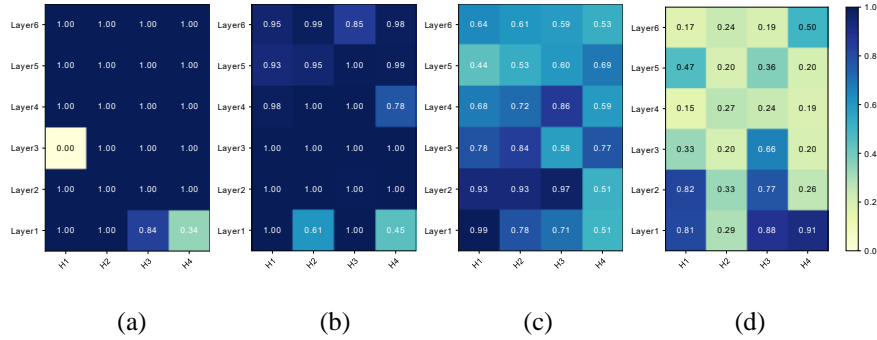 Layer6 1.00 1.00 1.00 1.00
Layer5 1.00 1.00 1.00 1.00
Layer4 1.00 1.00 1.00 1.00
Layer3 0.00 1.00 1.00 1.00
Layer2 1.00 1.00 1.00 1.00
Layer1 1.00 1.00 0.84 0.34
H1 H2 H3 H4
(a)
Layer6 0.95 0.99 0.85 0.98
Layer5 0.93 0.95 1.00 0.99
Layer4 0.98 1.00 1.00 0.78
Layer3 1.00 1.00 1.00 1.00
Layer2 1.00 1.00 1.00 1.00
Layer1 1.00 0.61 1.00 0.45
H1 H2 H3 H4
(b)
Layer6 0.64 0.61 0.59 0.53
Layer5 0.44 0.53 0.60 0.69
Layer4 0.68 0.72 0.86 0.59
Layer3 0.78 0.84 0.58 0.77
Layer2 0.93 0.93 0.97 0.51
Layer1 0.99 0.78 0.71 0.51
H1 H2 H3 H4
(c)
Layer6 0.17 0.24 0.19 0.50
Layer5 0.47 0.20 0.36 0.20
Layer4 0.15 0.27 0.24 0.19
Layer3 0.33 0.20 0.66 0.20
Layer2 0.82 0.33 0.77 0.26
Layer1 0.81 0.29 0.88 0.91
H1 H2 H3 H4
(d)
1.0
0.8
0.6
0.4
0.2
0.0